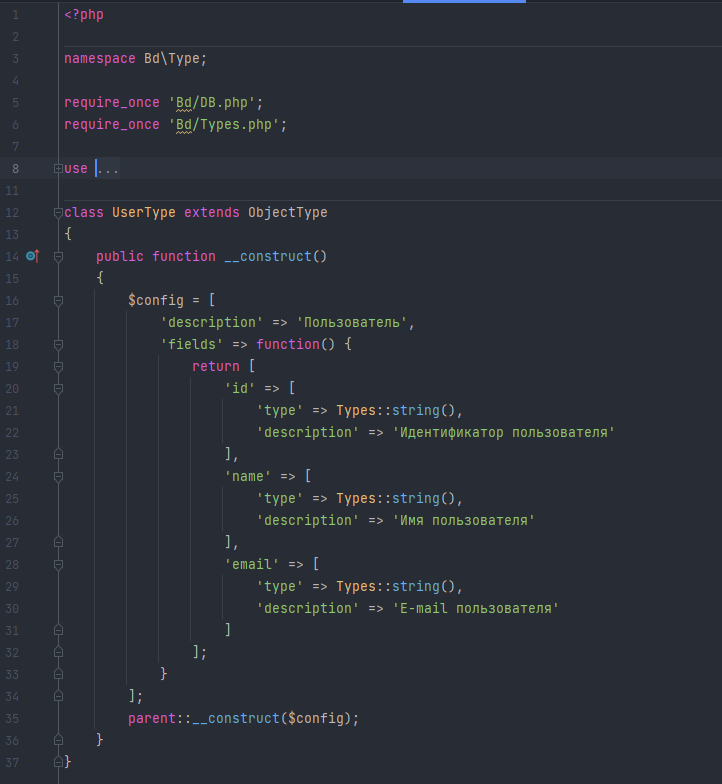 1 <?php
2
3 namespace Bd\Type;
4
5 require_once 'Bd/DB.php';
6 require_once 'Bd/Types.php';
7
8 use ...
11
12 class UserType extends ObjectType
13 {
14     public function __construct()
15     {
16         $config = [
17             'description' => 'Пользователь',
18             'fields' => function() {
19                 return [
20                     'id' => [
21                         'type' => Types::string(),
22                         'description' => 'Идентификатор пользователя'
23                     ],
24                     'name' => [
25                         'type' => Types::string(),
26                         'description' => 'Имя пользователя'
27                     ],
28                     'email' => [
29                         'type' => Types::string(),
30                         'description' => 'E-mail пользователя'
31                     ]
32                 ];
33             }
34         ];
35         parent::__construct($config);
36     }
37 }